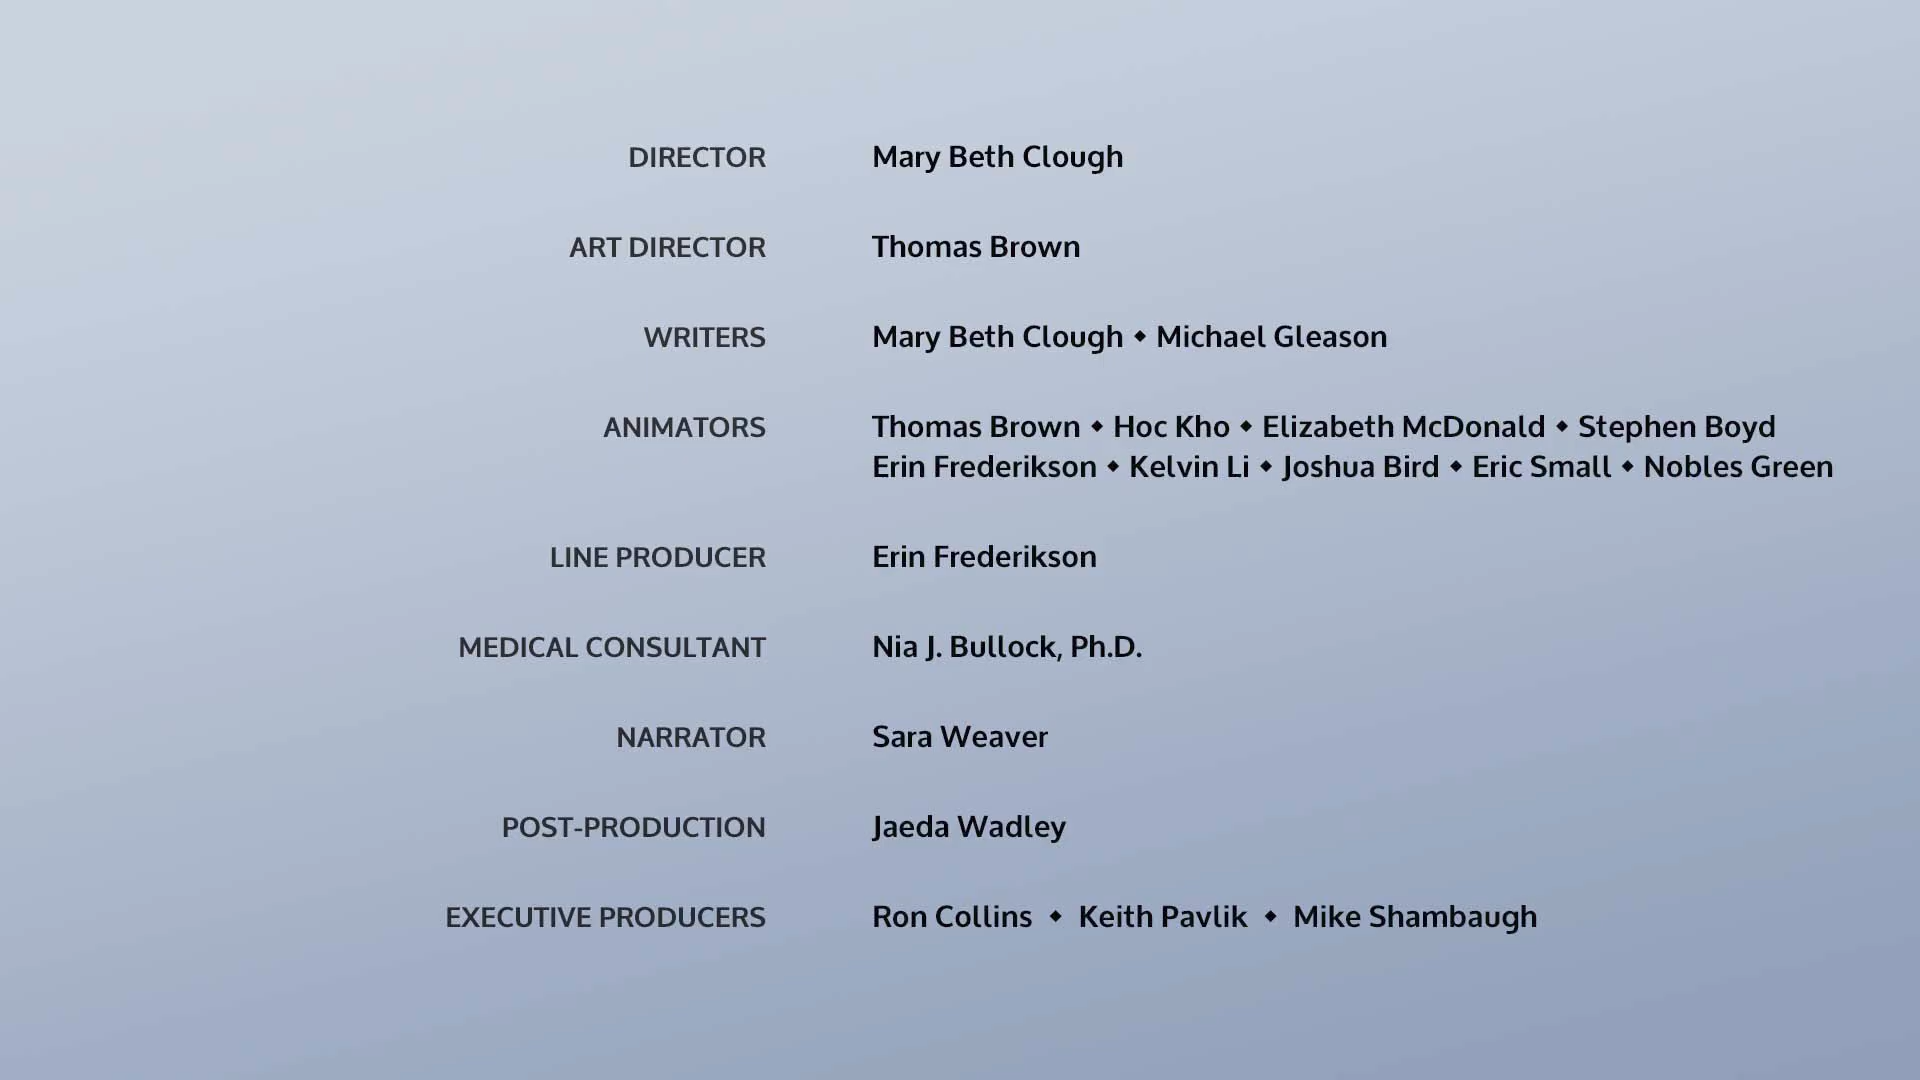 DIRECTOR Mary Beth Clough
ART DIRECTOR Thomas Brown
WRITERS Mary Beth Clough ◆ Michael Gleason
ANIMATORS Thomas Brown ◆ Hoc Kho ◆ Elizabeth McDonald ◆ Stephen Boyd
Erin Frederikson ◆ Kelvin Li ◆ Joshua Bird ◆ Eric Small ◆ Nobles Green
LINE PRODUCER Erin Frederikson
MEDICAL CONSULTANT Nia J. Bullock, Ph.D.
NARRATOR Sara Weaver
POST-PRODUCTION Jaeda Wadley
EXECUTIVE PRODUCERS Ron Collins ◆ Keith Pavlik ◆ Mike Shambaugh